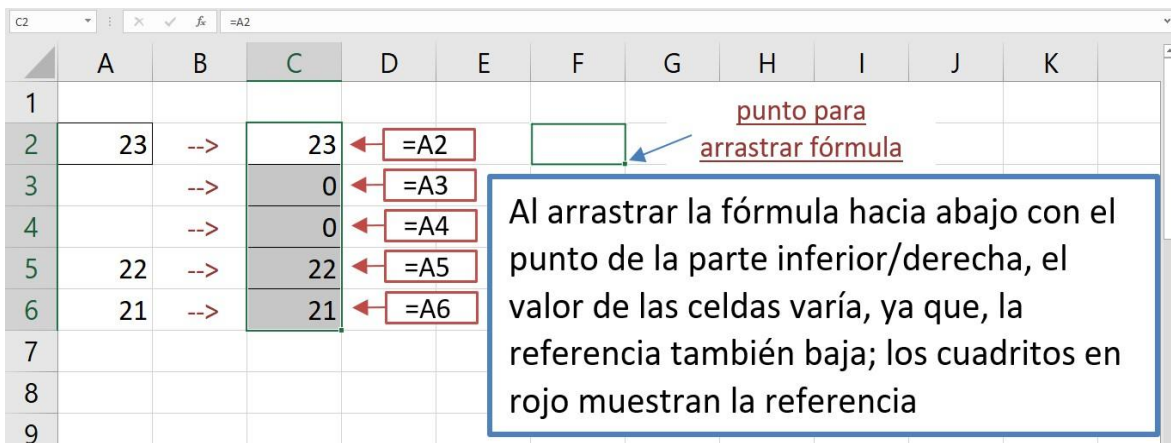 C2 fx =A2
A B C D E F G H I J K
1
2 23 --> 23 =A2
3 --> 0 =A3
4 --> 0 =A4
5 22 --> 22 =A5
6 21 --> 21 =A6
7
8
9
punto para
arrastrar fórmula
Al arrastrar la fórmula hacia abajo con el
punto de la parte inferior/derecha, el
valor de las celdas varía, ya que, la
referencia también baja; los cuadritos en
rojo muestran la referencia